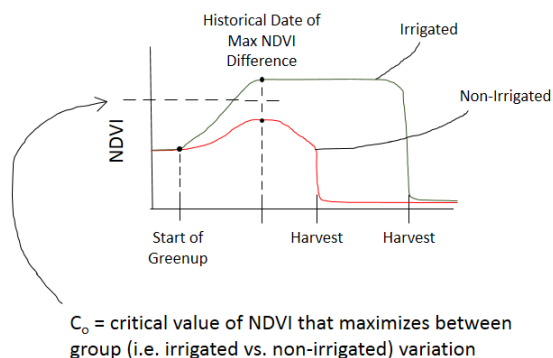 Historical Date of
Max NDVI
Difference
Irrigated
Non-Irrigated
NDVI
Start of
Greenup
Harvest
Harvest
Co = critical value of NDVI that maximizes between
group (i.e. irrigated vs. non-irrigated) variation